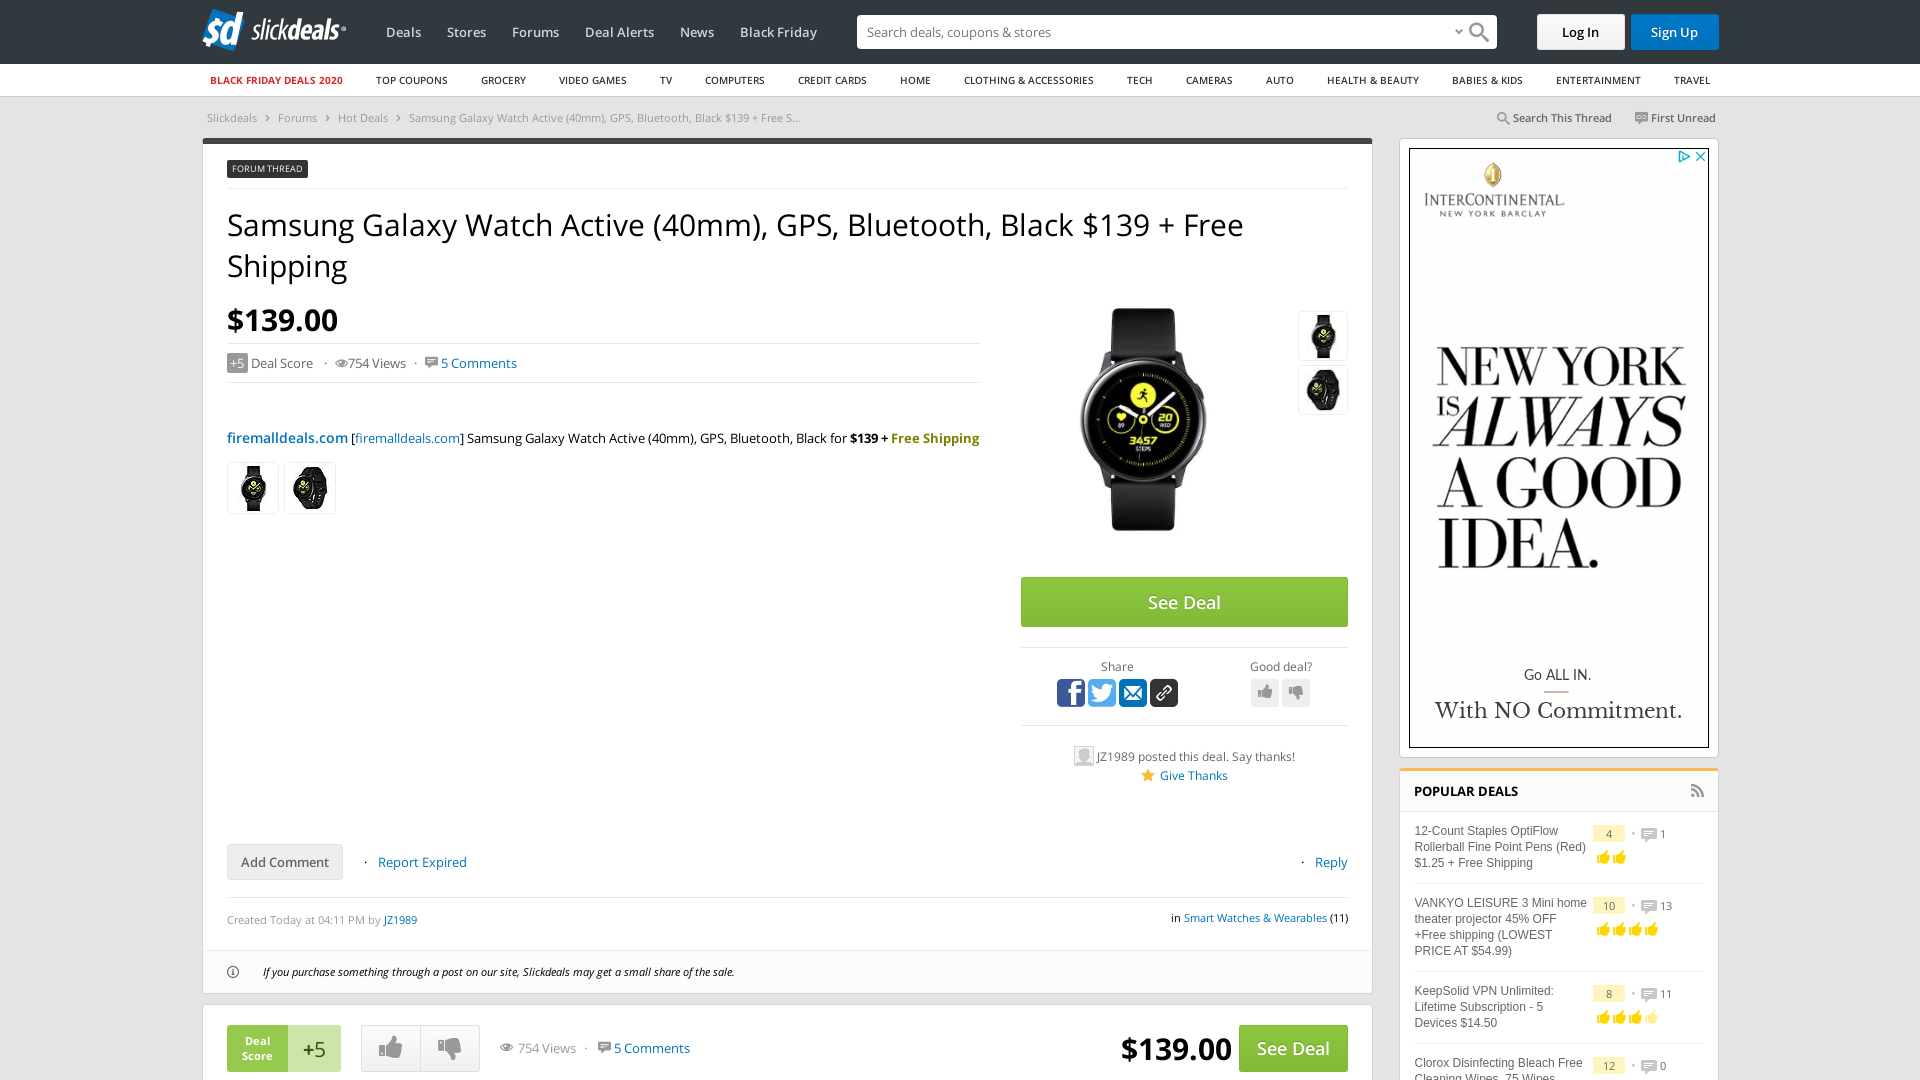 sd slickdeals
Deals Stores Forums Deal Alerts News Black Friday
Search deals, coupons & stores
Log In Sign Up
BLACK FRIDAY DEALS 2020 TOP COUPONS GROCERY VIDEO GAMES TV COMPUTERS CREDIT CARDS HOME CLOTHING & ACCESSORIES TECH CAMERAS AUTO HEALTH & BEAUTY BABIES & KIDS ENTERTAINMENT TRAVEL
Slickdeals › Forums › Hot Deals › Samsung Galaxy Watch Active (40mm), GPS, Bluetooth, Black $139 + Free S...
Search This Thread First Unread
FORUM THREAD
Samsung Galaxy Watch Active (40mm), GPS, Bluetooth, Black $139 + Free
Shipping
$139.00
+5 Deal Score · 754 Views · 5 Comments
firemalldeals.com [firemalldeals.com] Samsung Galaxy Watch Active (40mm), GPS, Bluetooth, Black for $139 + Free Shipping
89
20
WED
3457
STEPS
See Deal
Share
Good deal?
JZ1989 posted this deal. Say thanks!
Give Thanks
Add Comment · Report Expired
· Reply
Created Today at 04:11 PM by JZ1989
in Smart Watches & Wearables (11)
If you purchase something through a post on our site, Slickdeals may get a small share of the sale.
Deal
Score
+5
754 Views · 5 Comments
$139.00
See Deal
INTERCONTINENTAL.
NEW YORK BARCLAY
NEW YORK
IS ALWAYS
A GOOD
IDEA.
Go ALL IN.
With NO Commitment.
POPULAR DEALS
12-Count Staples OptiFlow
Rollerball Fine Point Pens (Red)
$1.25 + Free Shipping
4 • 1
VANKYO LEISURE 3 Mini home
theater projector 45% OFF
+Free shipping (LOWEST
PRICE AT $54.99)
10 • 13
KeepSolid VPN Unlimited:
Lifetime Subscription - 5
Devices $14.50
8 • 11
Clorox Disinfecting Bleach Free
Cleaning Wipes, 75 Wipes
12 • 0